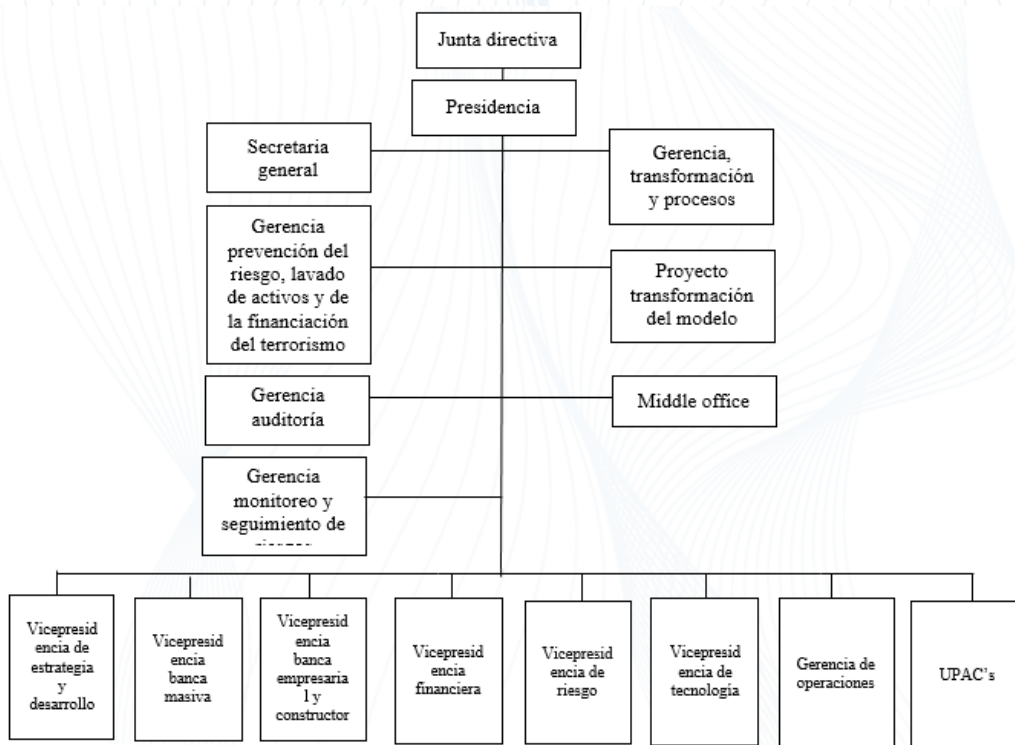 Junta directiva
Presidencia
Secretaria
general
Gerencia,
transformación
y procesos
Gerencia
prevención del
riesgo, lavado
de activos y de
la financiación
del terrorismo
Proyecto
transformación
del modelo
Gerencia
auditoría
Middle office
Gerencia
monitoreo y
seguimiento de
Vicepresid
encia de
estrategia
y
desarrollo
Vicepresid
encia
banca
masiva
Vicepresid
encia
banca
empresaria
l y
constructor
Vicepresid
encia
financiera
Vicepresid
encia de
riesgo
Vicepresid
encia de
tecnología
Gerencia de
operaciones
UPAC's